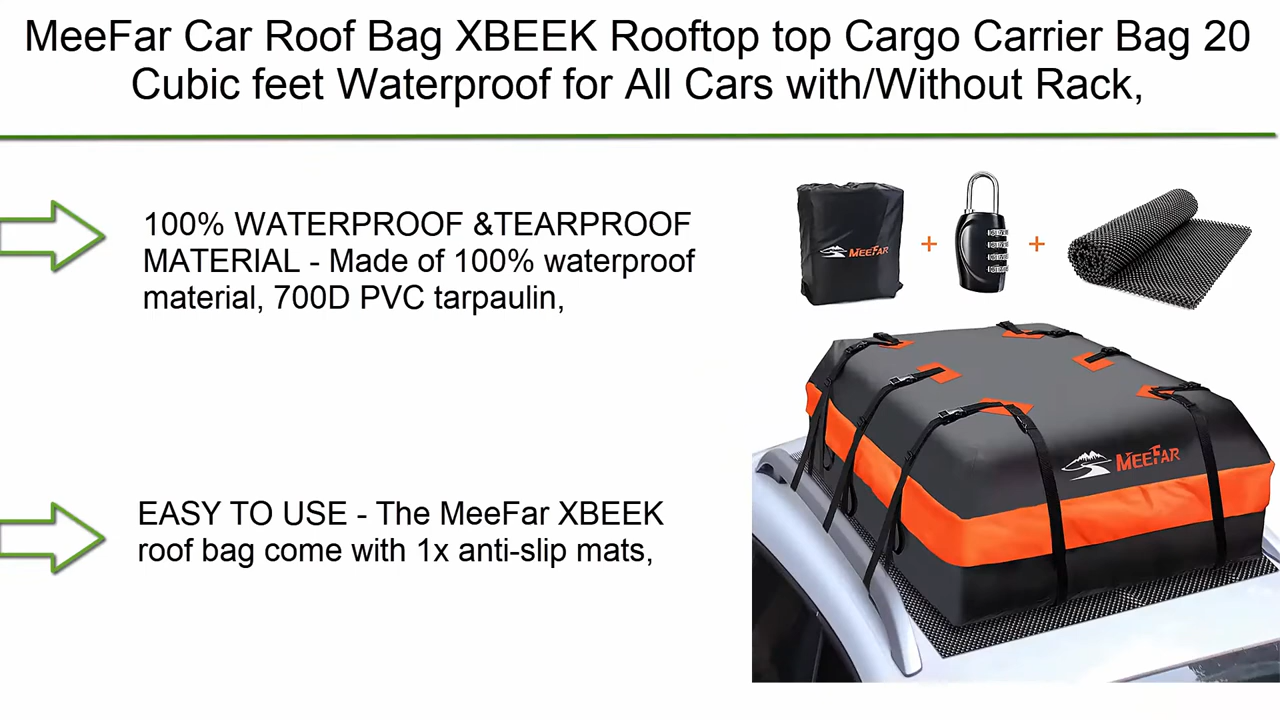 MeeFar Car Roof Bag XBEEK Rooftop top Cargo Carrier Bag 20
Cubic feet Waterproof for All Cars with/Without Rack,
100% WATERPROOF &TEARPROOF
MATERIAL - Made of 100% waterproof
material, 700D PVC tarpaulin,
EASY TO USE - The MeeFar XBEEK
roof bag come with 1x anti-slip mats,
MEEFAR
+
+
MEEFAR